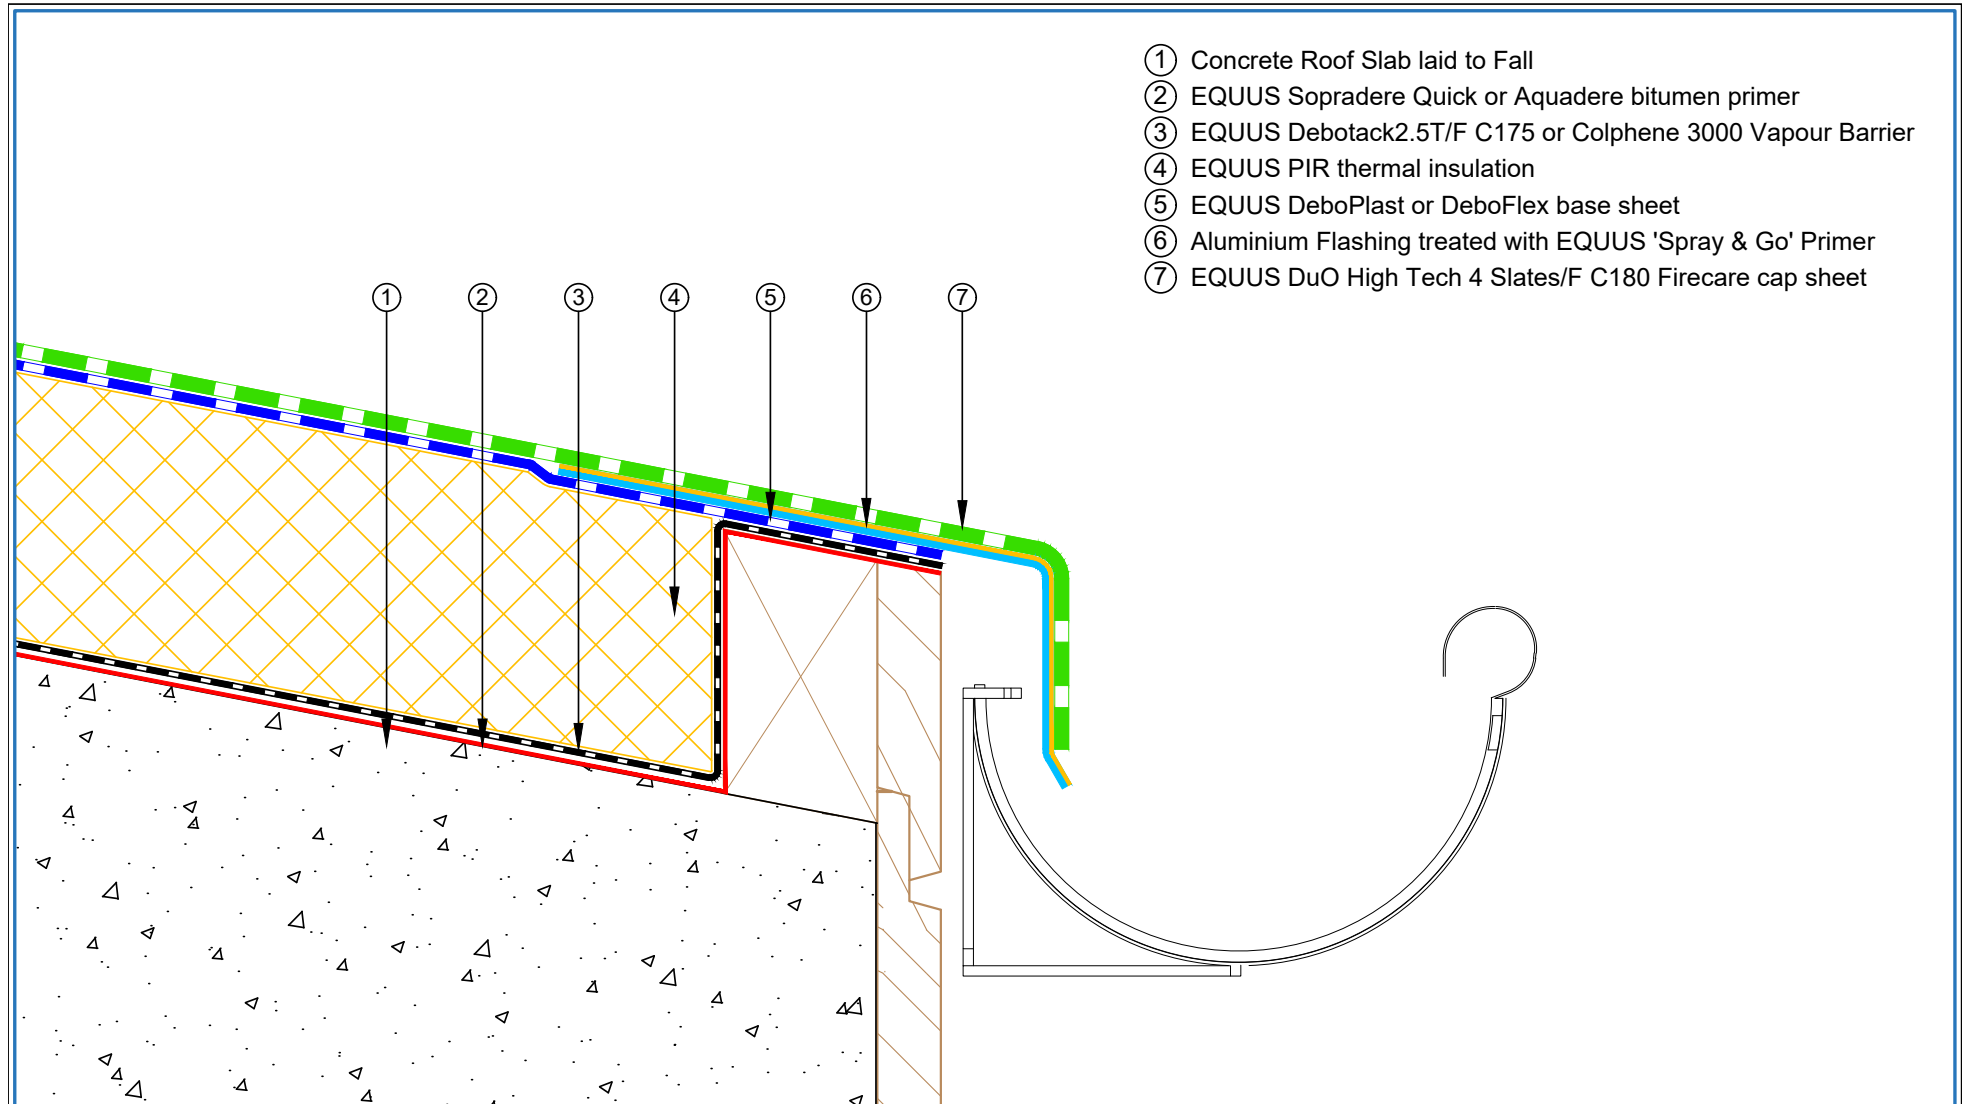 ① Concrete Roof Slab laid to Fall
② EQUUS Sopradere Quick or Aquadere bitumen primer
③ EQUUS Debotack2.5T/F C175 or Colphene 3000 Vapour Barrier
④ EQUUS PIR thermal insulation
⑤ EQUUS DeboPlast or DeboFlex base sheet
⑥ Aluminium Flashing treated with EQUUS 'Spray & Go' Primer
⑦ EQUUS DuO High Tech 4 Slates/F C180 Firecare cap sheet
① ② ③ ④ ⑤ ⑥ ⑦